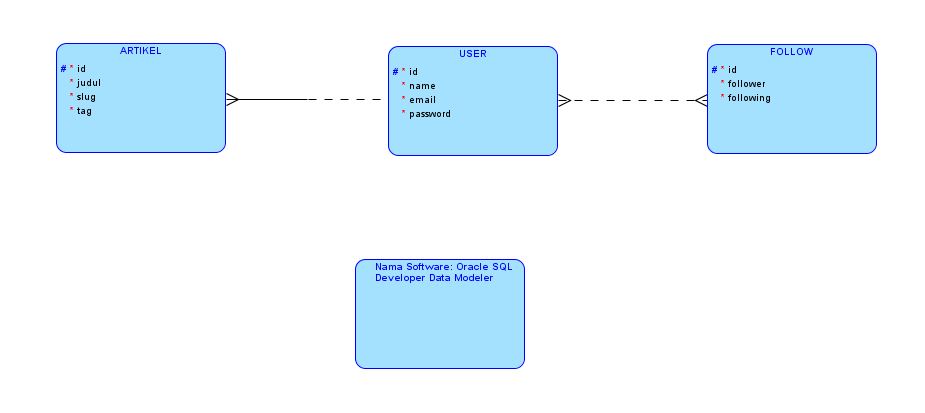 ARTIKEL
# * id
* judul
* slug
* tag
USER
# * id
* name
* email
* password
FOLLOW
# * id
* follower
* following
Nama Software: Oracle SQL
Developer Data Modeler